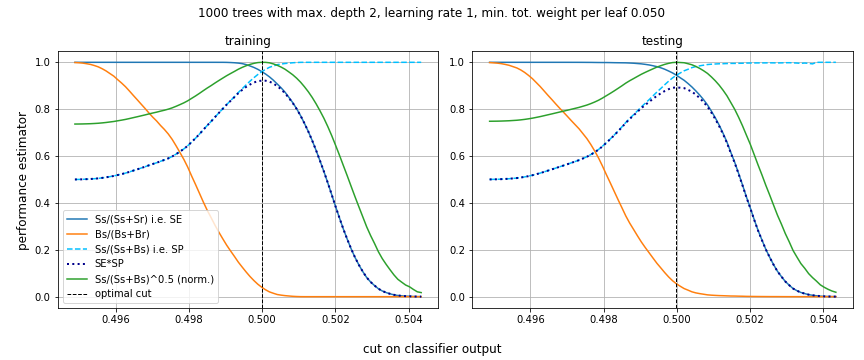 1000 trees with max. depth 2, learning rate 1, min. tot. weight per leaf 0.050
training
testing
performance estimator
1.0
0.8
0.6
0.4
0.2
0.0
0.496
0.498
0.500
0.502
0.504
Ss/(Ss+Sr) i.e. SE
Bs/(Bs+Br)
Ss/(Ss+Bs) i.e. SP
SE*SP
Ss/(Ss+Bs)^0.5 (norm.)
optimal cut
1.0
0.8
0.6
0.4
0.2
0.0
0.496
0.498
0.500
0.502
0.504
cut on classifier output